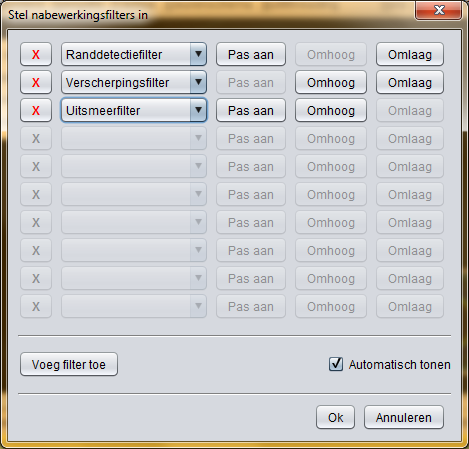 Stel nabewerkingsfilters in
X Randdetectiefilter Pas aan Omhoog Omlaag
X Verscherpingsfilter Pas aan Omhoog Omlaag
X Uitsmeerfilter Pas aan Omhoog Omlaag
X Pas aan Omhoog Omlaag
X Pas aan Omhoog Omlaag
X Pas aan Omhoog Omlaag
X Pas aan Omhoog Omlaag
X Pas aan Omhoog Omlaag
X Pas aan Omhoog Omlaag
X Pas aan Omhoog Omlaag
Voeg filter toe Automatisch tonen
Ok Annuleren